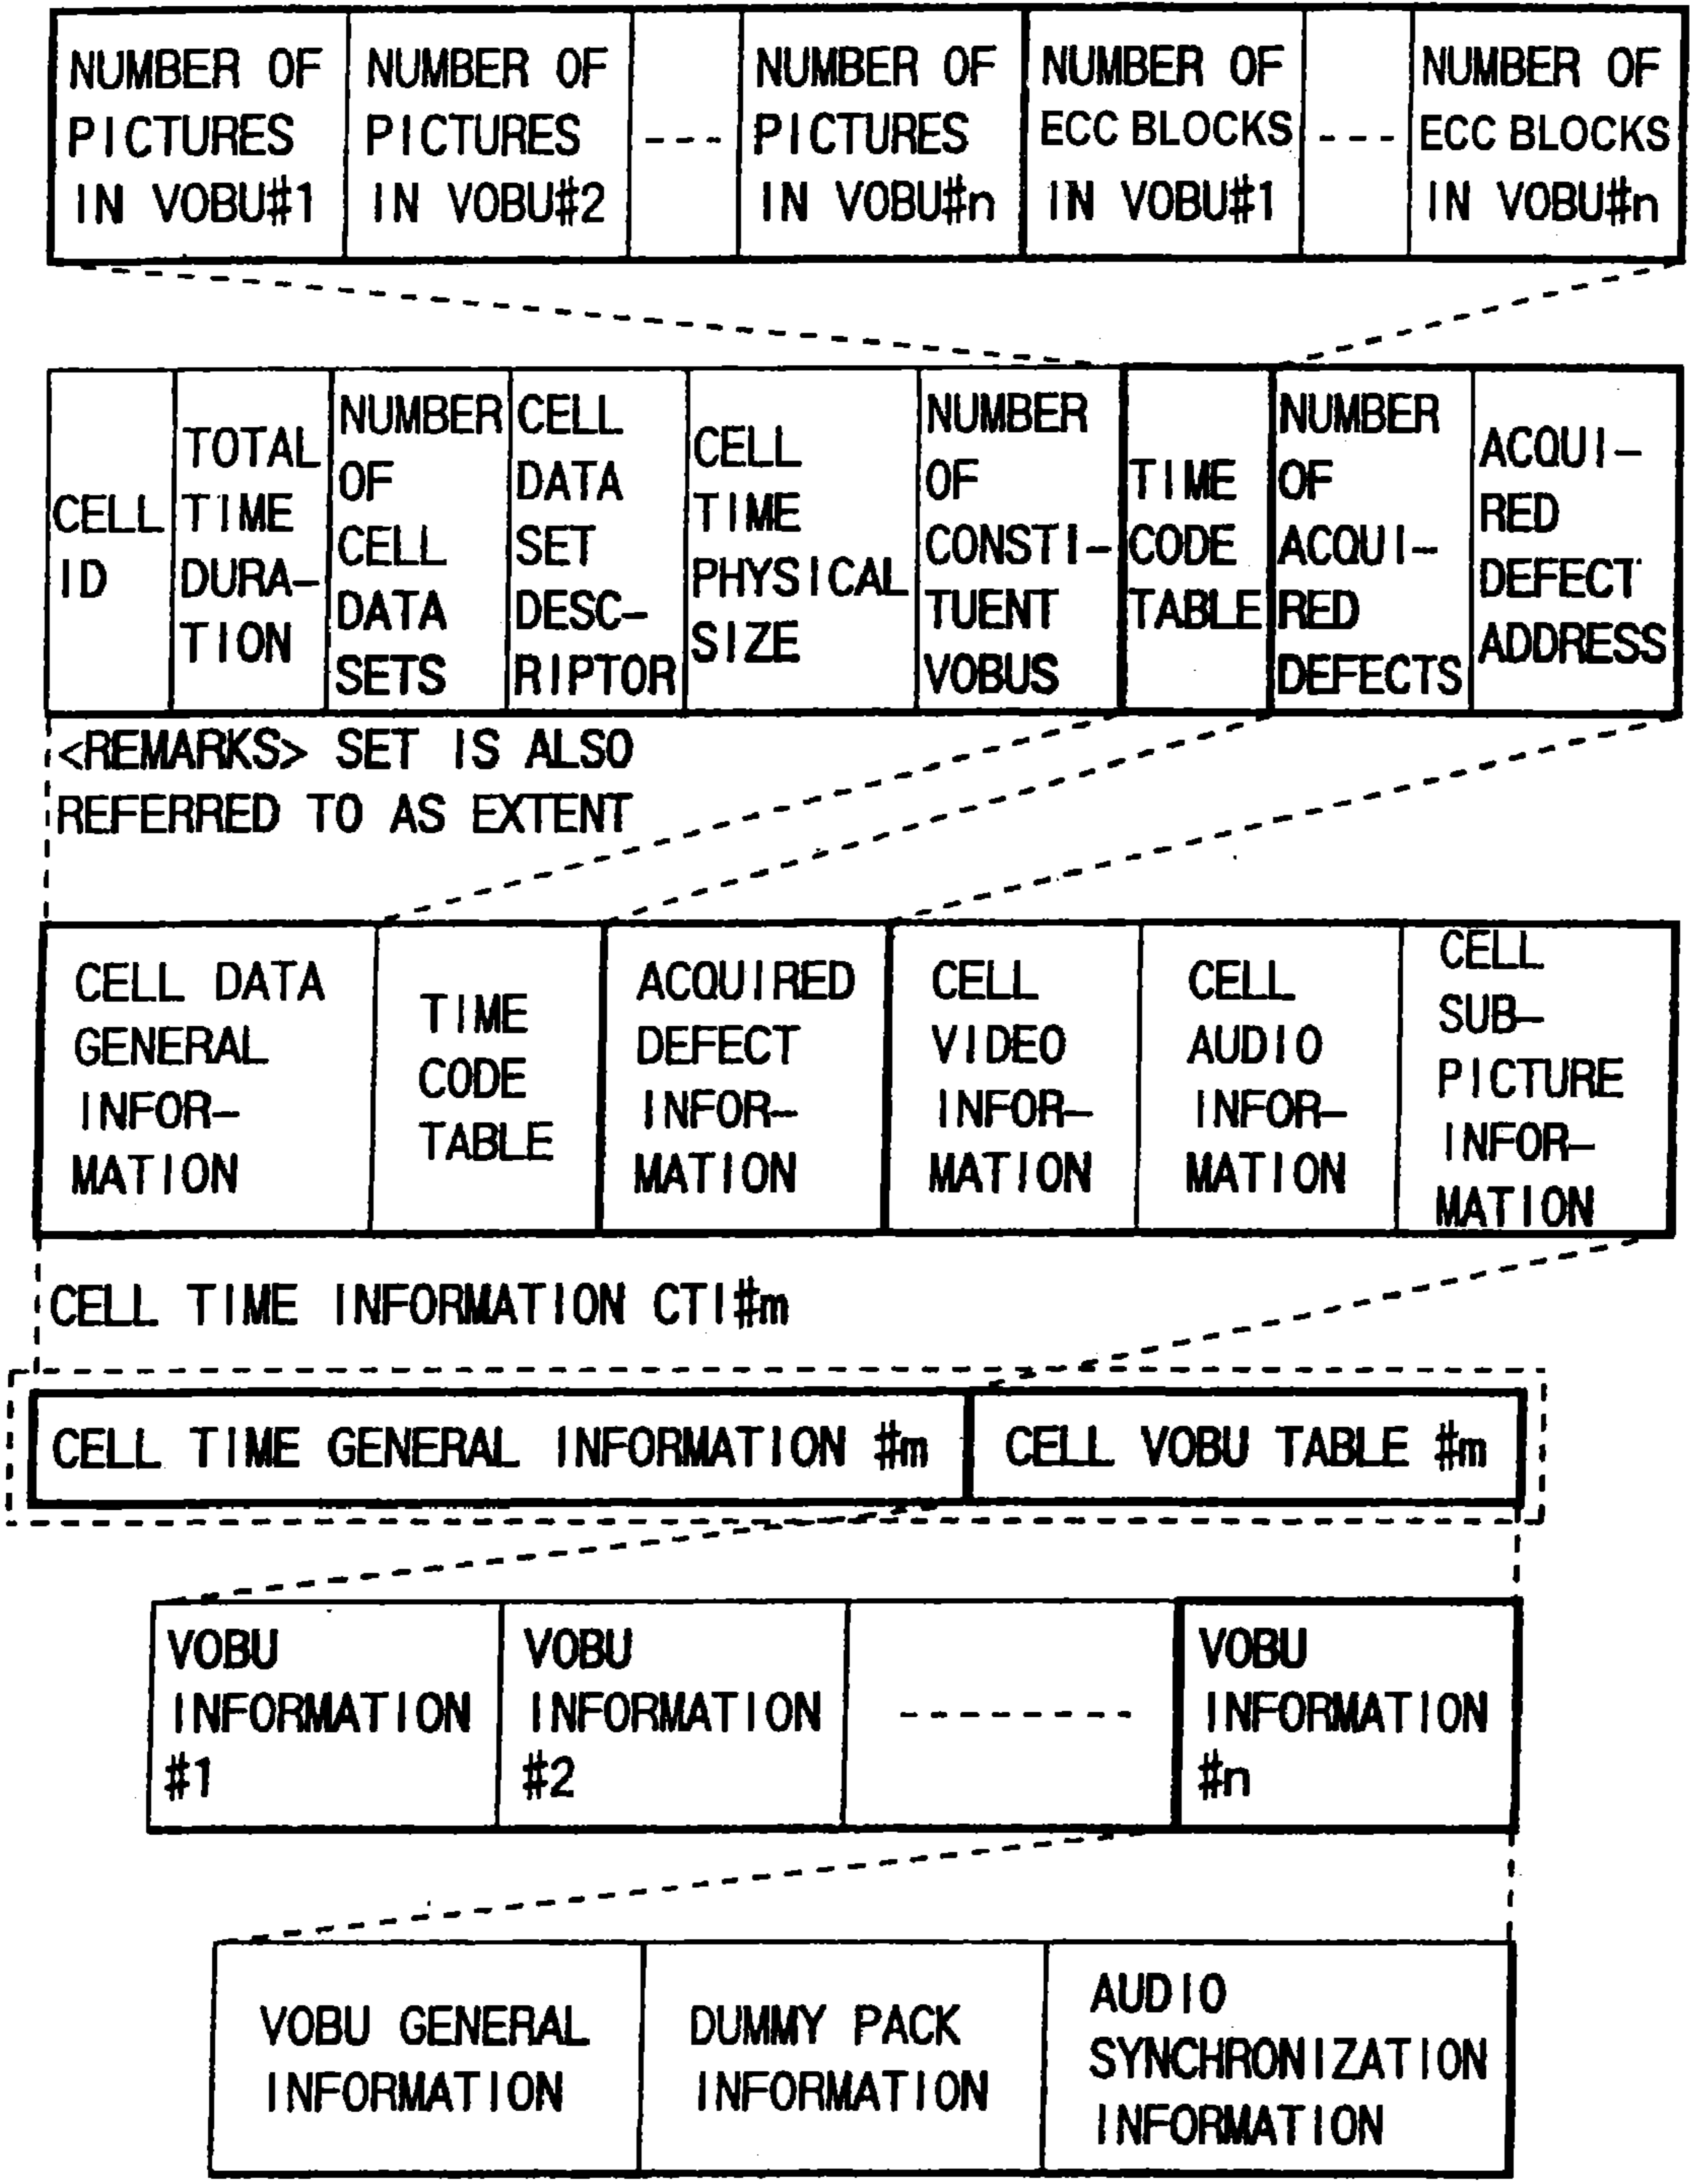 NUMBER OF
PICTURES
IN VOBU#1
NUMBER OF
PICTURES
IN VOBU#2
NUMBER OF
PICTURES
IN VOBU#n
NUMBER OF
ECC BLOCKS
IN VOBU#1
NUMBER OF
ECC BLOCKS
IN VOBU#n
CELL
ID
TOTAL
TIME
DURA-
TION
NUMBER
OF
CELL
DATA
SETS
CELL
DATA
SET
DESC-
RIPTOR
CELL
TIME
PHYSICAL
SIZE
NUMBER
OF
CONSTI-
TUENT
VOBUS
TIME
CODE
TABLE
NUMBER
OF
ACQUI-
RED
DEFECTS
ACQUI-
RED
DEFECT
ADDRESS
<REMARKS> SET IS ALSO
REFERRED TO AS EXTENT
CELL DATA
GENERAL
INFOR-
MATION
TIME
CODE
TABLE
ACQUIRED
DEFECT
INFOR-
MATION
CELL
VIDEO
INFOR-
MATION
CELL
AUDIO
INFOR-
MATION
CELL
SUB-
PICTURE
INFOR-
MATION
CELL TIME INFORMATION CTI#m
CELL TIME GENERAL INFORMATION #m
CELL VOBU TABLE #m
VOBU
INFORMATION
#1
VOBU
INFORMATION
#2
VOBU
INFORMATION
#n
VOBU GENERAL
INFORMATION
DUMMY PACK
INFORMATION
AUDIO
SYNCHRONIZATION
INFORMATION